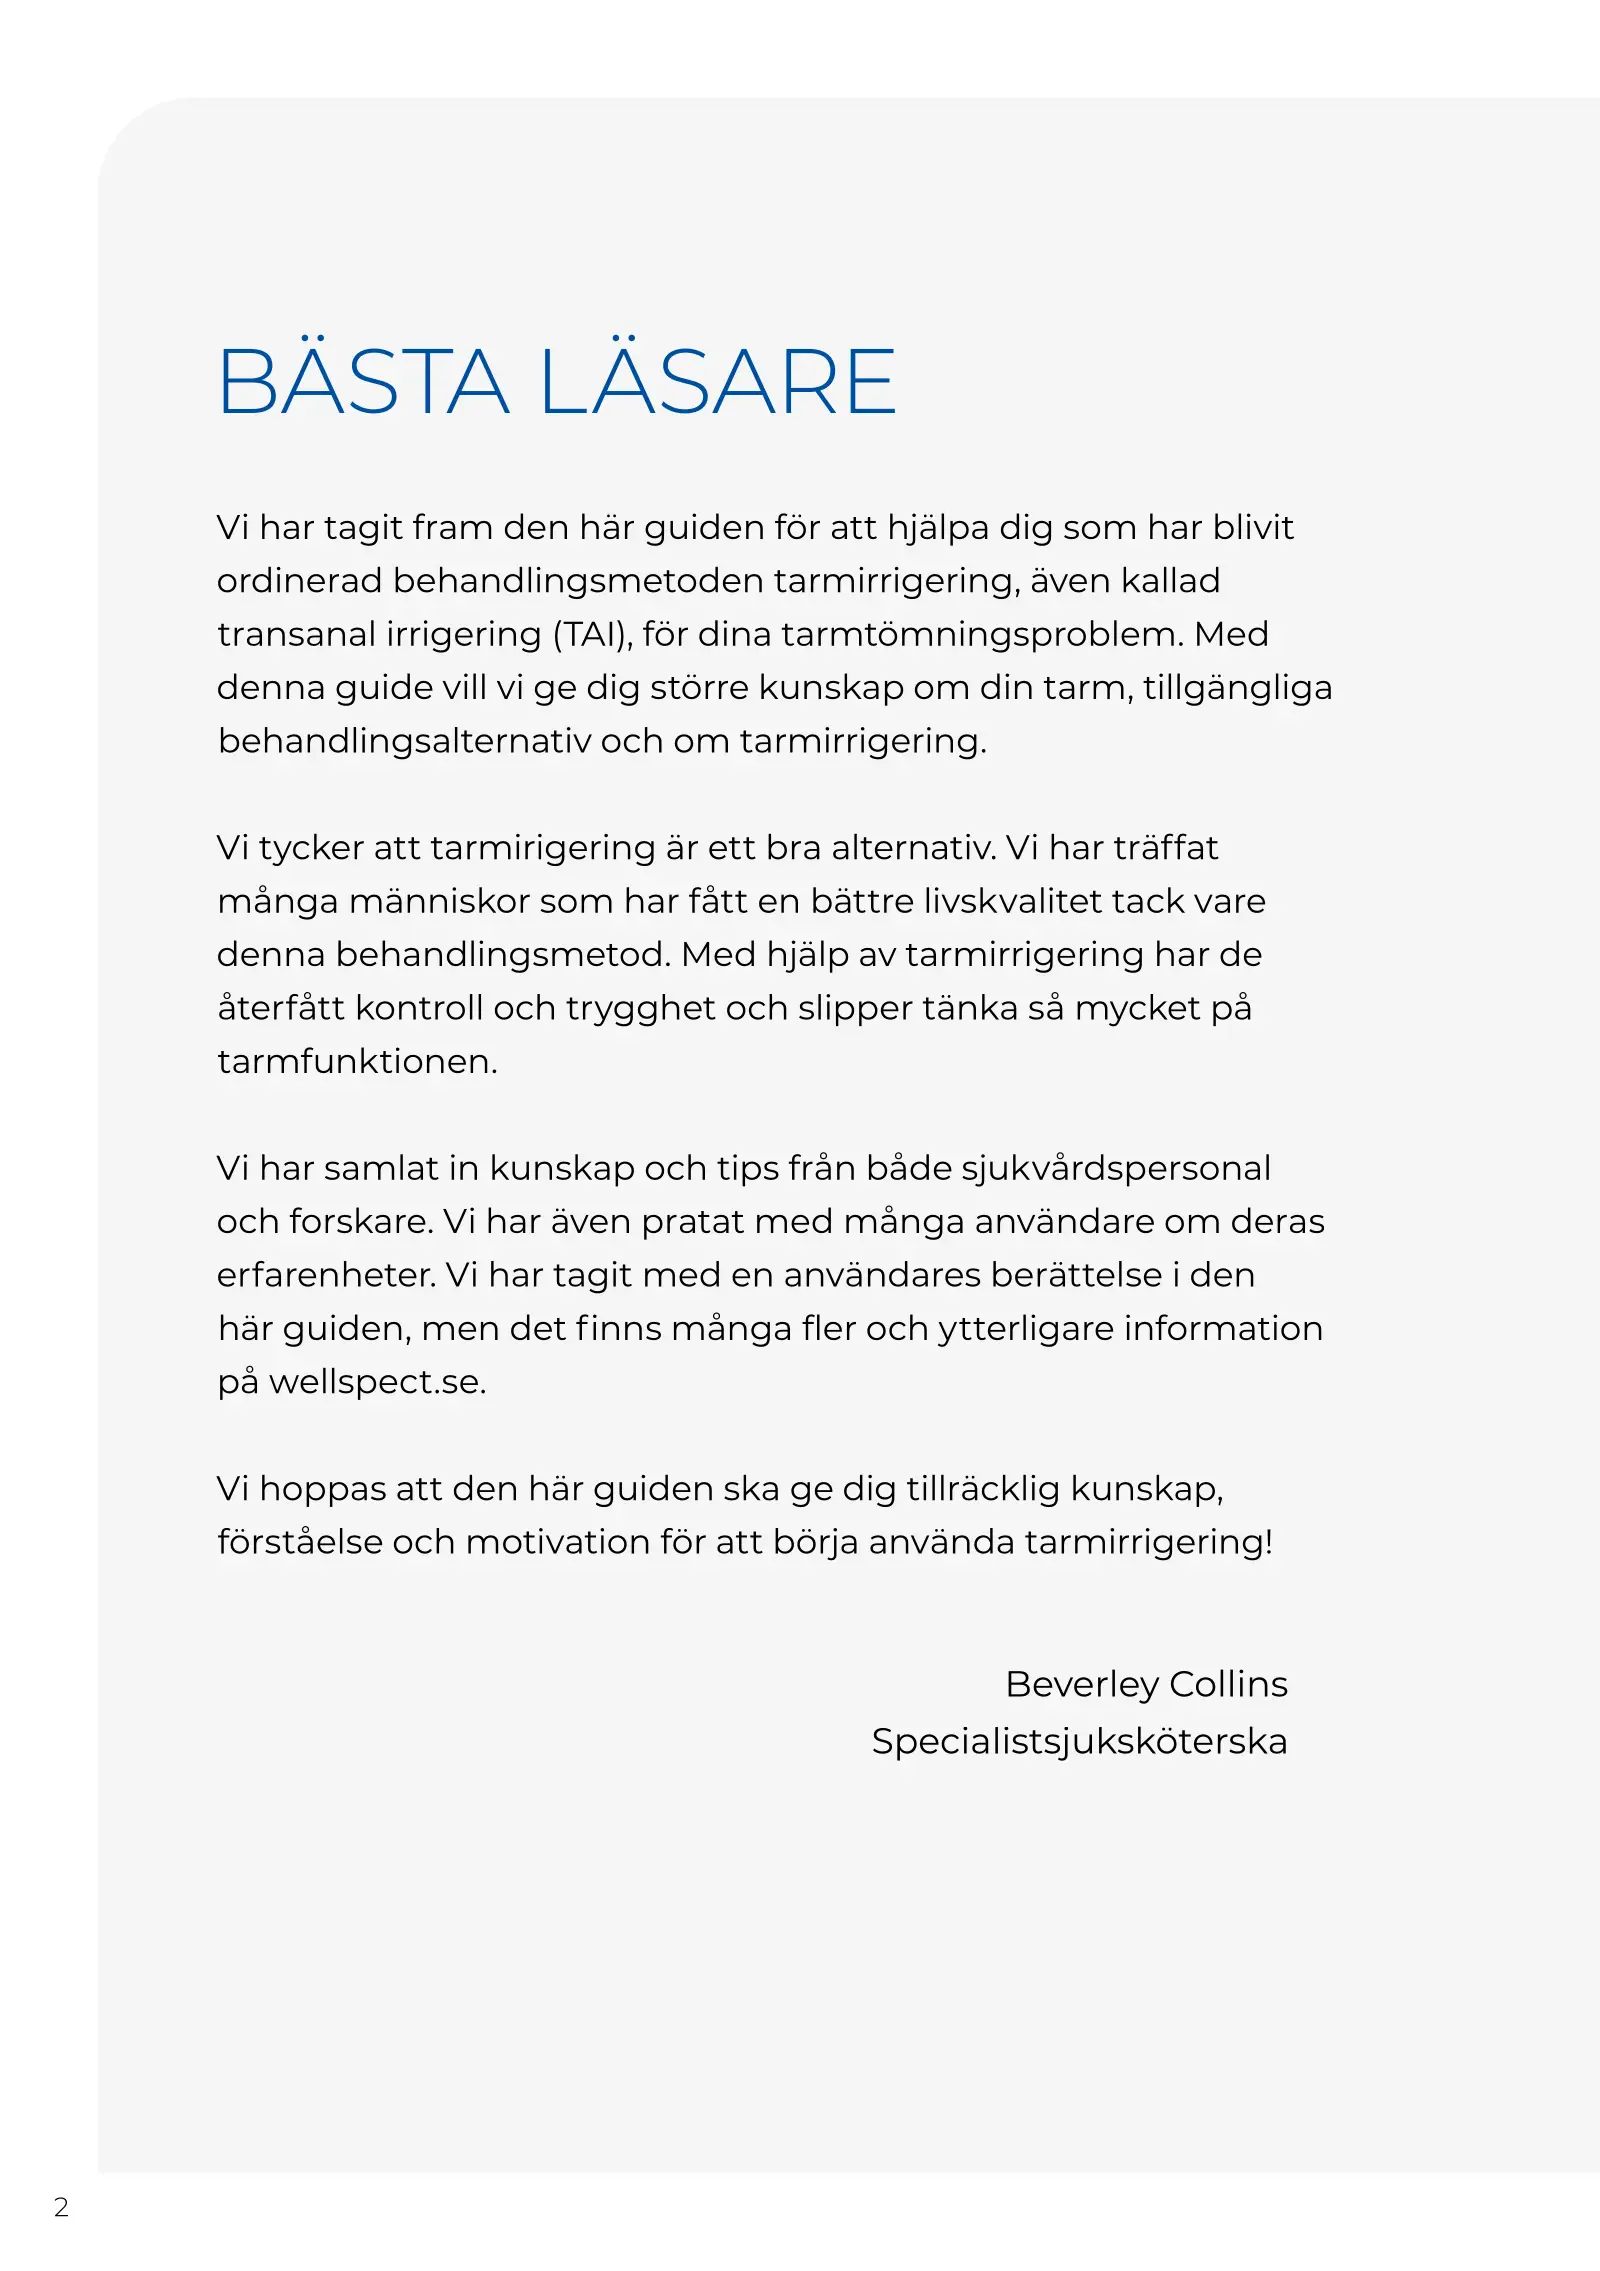 BÄSTA LÄSARE
Vi har tagit fram den här guiden för att hjälpa dig som har blivit
ordinerad behandlingsmetoden tarmirrigering, även kallad
transanal irrigering (TAI), för dina tarmtömningsproblem. Med
denna guide vill vi ge dig större kunskap om din tarm, tillgängliga
behandlingsalternativ och om tarmirrigering.
Vi tycker att tarmirigering är ett bra alternativ. Vi har träffat
många människor som har fått en bättre livskvalitet tack vare
denna behandlingsmetod. Med hjälp av tarmirrigering har de
återfått kontroll och trygghet och slipper tänka så mycket på
tarmfunktionen.
Vi har samlat in kunskap och tips från både sjukvårdspersonal
och forskare. Vi har även pratat med många användare om deras
erfarenheter. Vi har tagit med en användares berättelse i den
här guiden, men det finns många fler och ytterligare information
på wellspect.se.
Vi hoppas att den här guiden ska ge dig tillräcklig kunskap,
förståelse och motivation för att börja använda tarmirrigering!
Beverley Collins
Specialistsjuksköterska
2